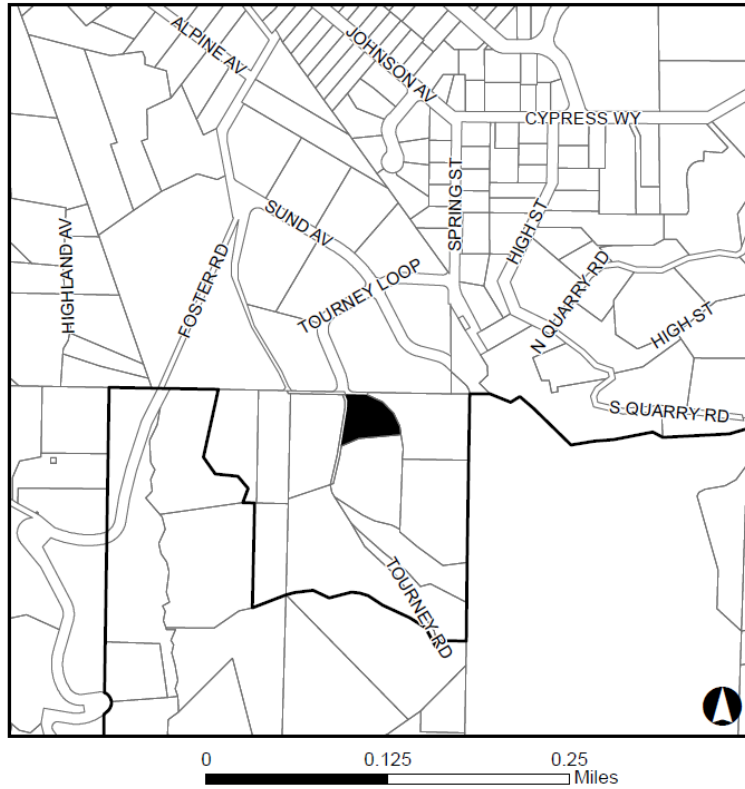 ALPINE AV
JOHNSON AV
CYPRESS WY
SPRING ST
HIGH ST
SUND AV
HIGHLAND AV
FOSTER RD
TOURNEY LOOP
N QUARRY RD
HIGH ST
S QUARRY RD
TOURNEY RD
0 0.125 0.25
Miles